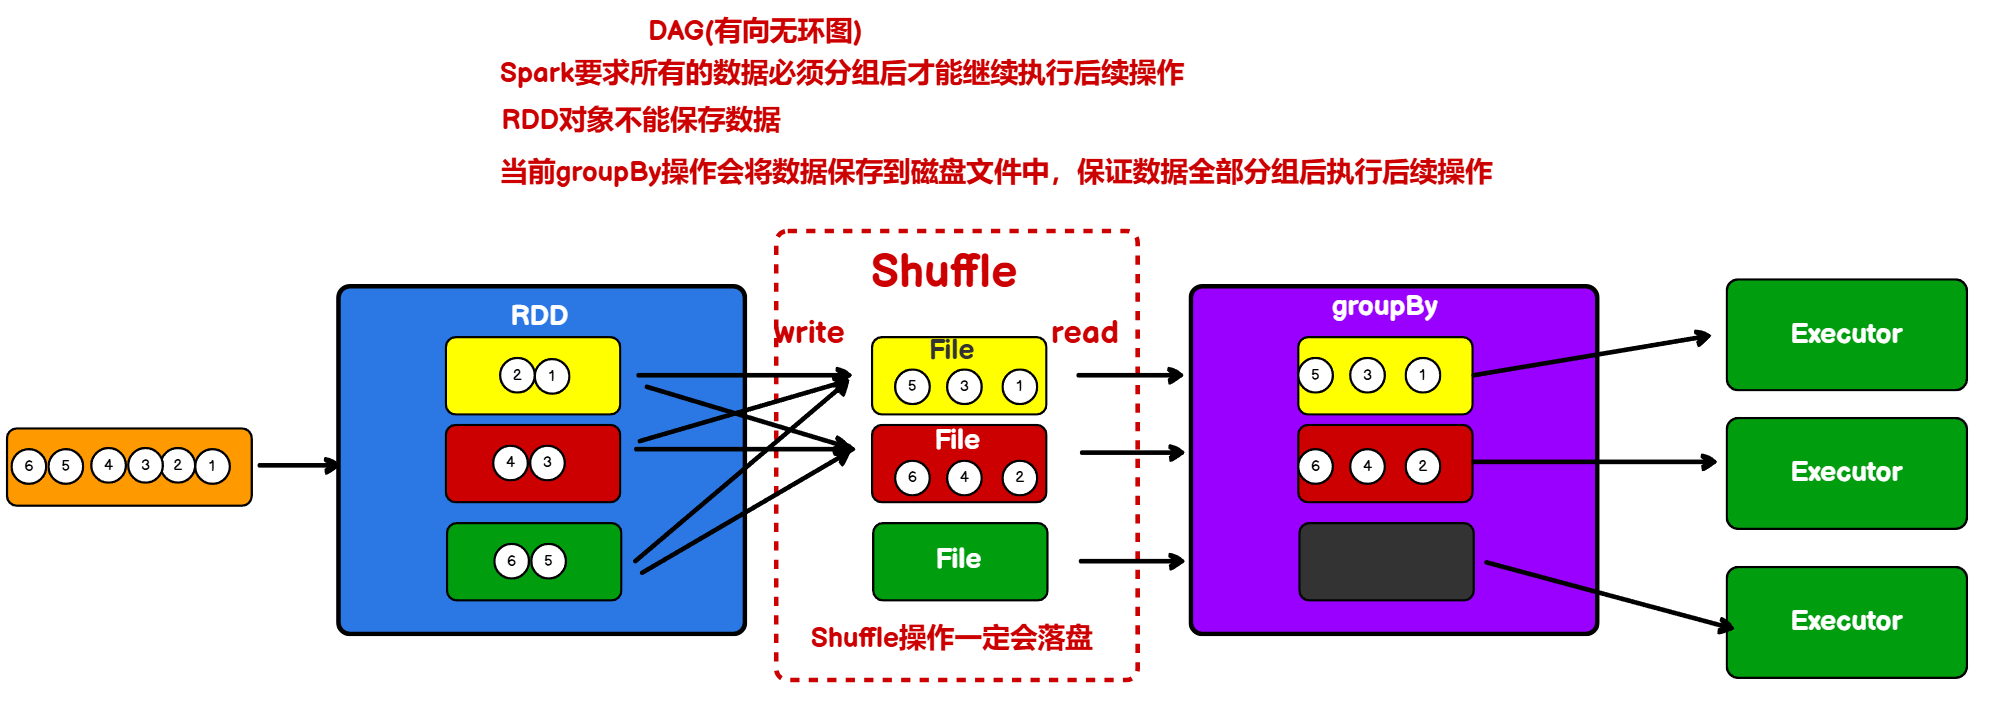 DAG(有向无环图)
Spark要求所有的数据必须分组后才能继续执行后续操作
RDD对象不能保存数据
当前groupBy操作会将数据保存到磁盘文件中，保证数据全部分组后执行后续操作
6 5 4 3 2 1
RDD
2 1
4 3
6 5
Shuffle
write
read
File
5 3 1
File
6 4 2
File
Shuffle操作一定会落盘
groupBy
5 3 1
6 4 2
Executor
Executor
Executor